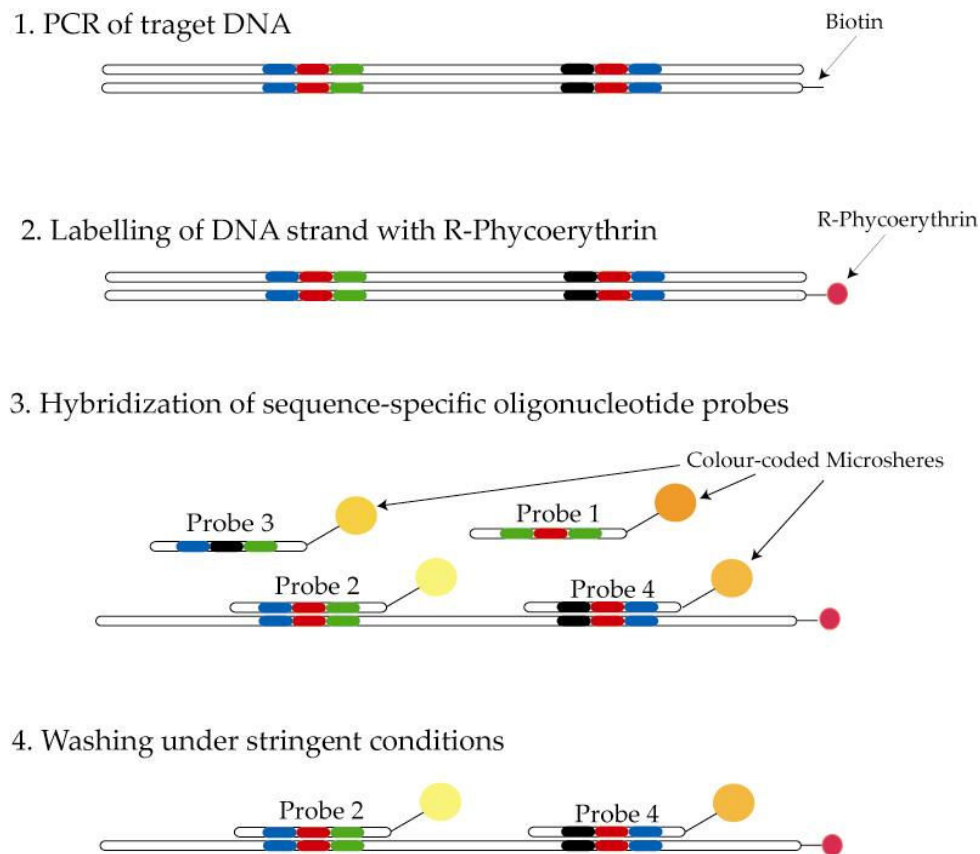 1. PCR of traget DNA
Biotin
2. Labelling of DNA strand with R-Phycoerythrin
R-Phycoerythrin
3. Hybridization of sequence-specific oligonucleotide probes
Colour-coded Microsheres
Probe 3
Probe 1
Probe 2
Probe 4
4. Washing under stringent conditions
Probe 2
Probe 4